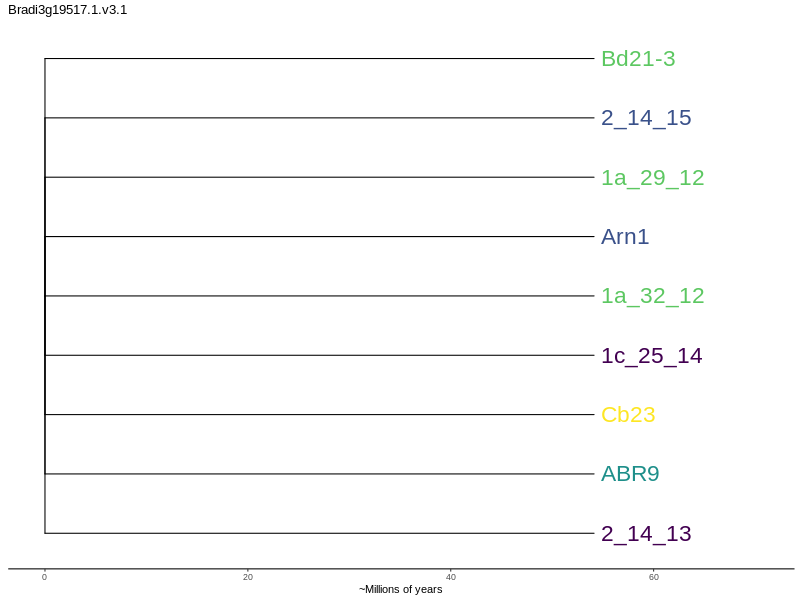 Bradi3g19517.1.v3.1
Bd21-3
2_14_15
1a_29_12
Arn1
1a_32_12
1c_25_14
Cb23
ABR9
2_14_13
0 20 40 60
~Millions of years